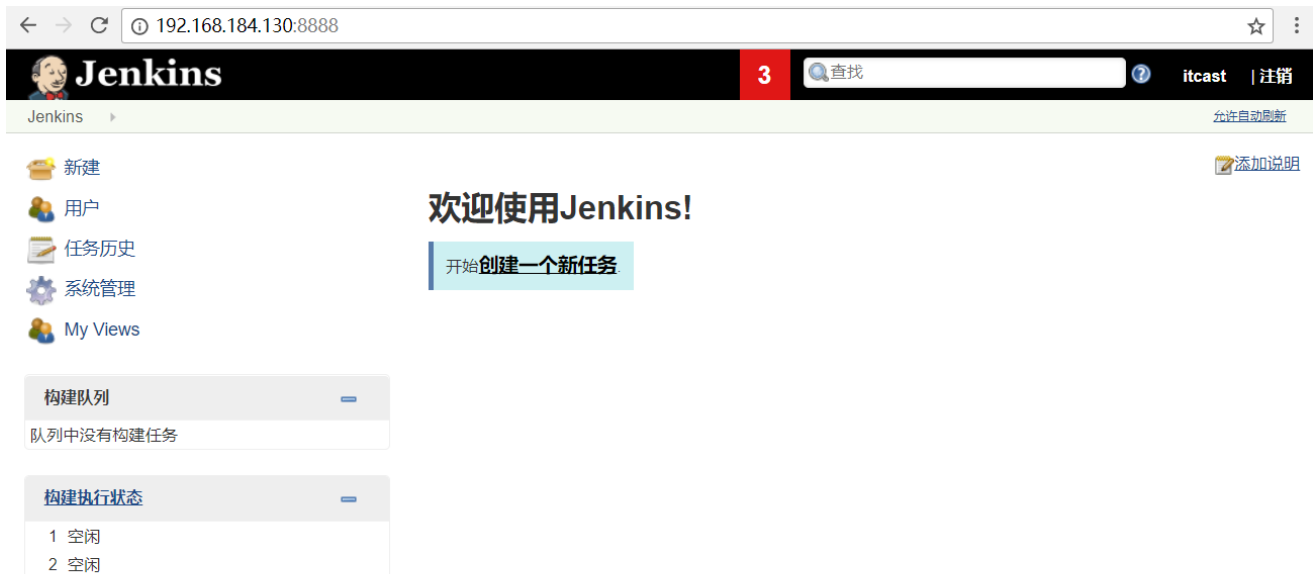 192.168.184.130:8888
Jenkins
3
查找
itcast
|注销
Jenkins
允许自动刷新
新建
添加说明
用户
欢迎使用Jenkins!
任务历史
开始创建一个新任务.
系统管理
My Views
构建队列
队列中没有构建任务
构建执行状态
1 空闲
2 空闲